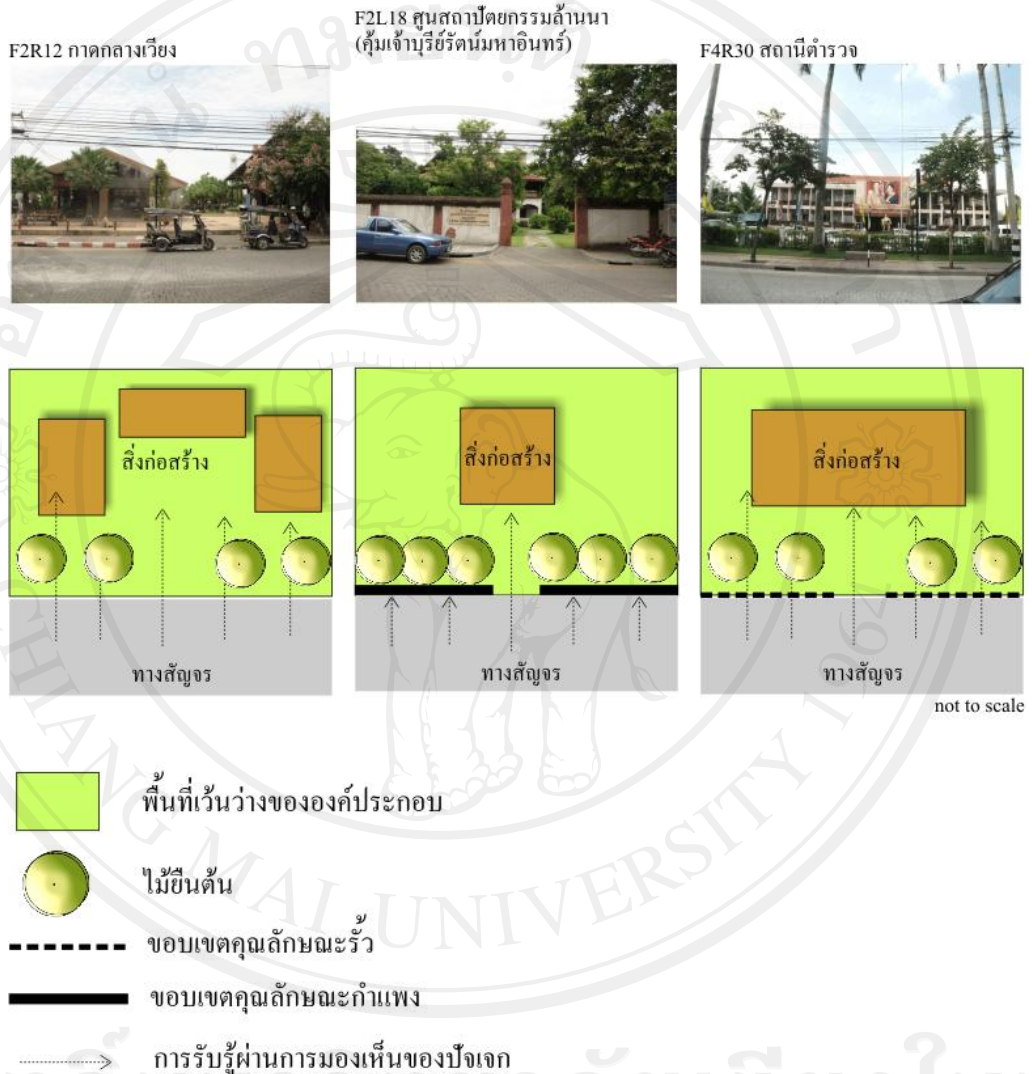 F2R12 กาดกลางเวียง
F2L18 ศูนสถาปัตยกรรมล้านนา
(คุ้มเจ้าบุรีย์รัตน์มหาอินทร์)
F4R30 สถานีตำรวจ
สิ่งก่อสร้าง
สิ่งก่อสร้าง
สิ่งก่อสร้าง
ทางสัญจร
ทางสัญจร
ทางสัญจร
not to scale
พื้นที่เว้นว่างขององค์ประกอบ
ไม้ยืนต้น
ขอบเขตคุณลักษณะรั้ว
ขอบเขตคุณลักษณะกำแพง
การรับรู้ผ่านการมองเห็นของปัจเจก
CHIANG MAI UNIVERSITY 1964